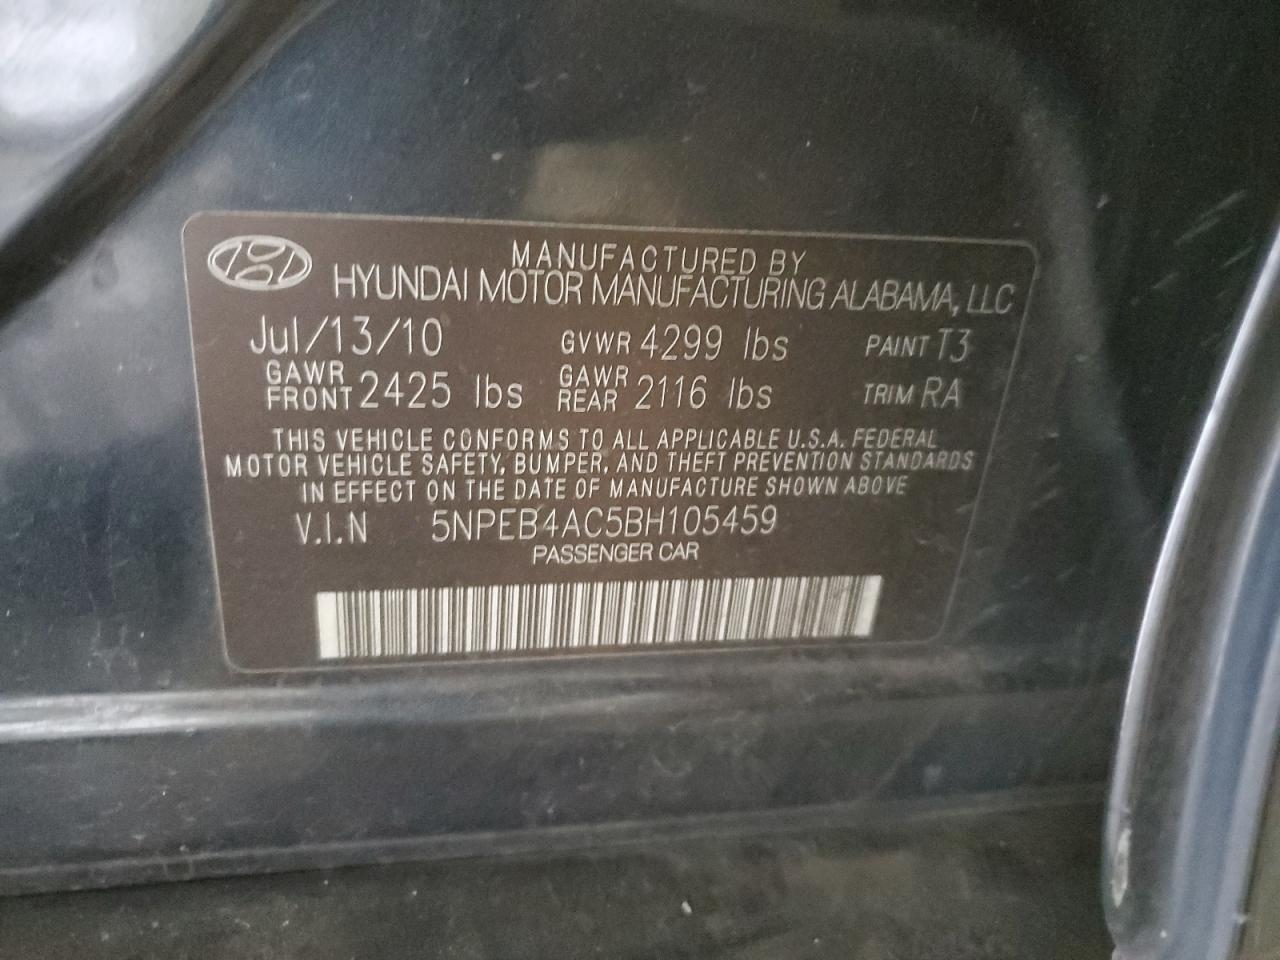 MANUFACTURED BY
HYUNDAI MOTOR MANUFACTURING ALABAMA, LLC
Jul/13/10 GVWR 4299 lbs PAINT T3
GAWR FRONT 2425 lbs GAWR REAR 2116 lbs TRIM RA
THIS VEHICLE CONFORMS TO ALL APPLICABLE U.S.A. FEDERAL
MOTOR VEHICLE SAFETY, BUMPER, AND THEFT PREVENTION STANDARDS
IN EFFECT ON THE DATE OF MANUFACTURE SHOWN ABOVE
V.I.N 5NPEB4AC5BH105459
PASSENGER CAR